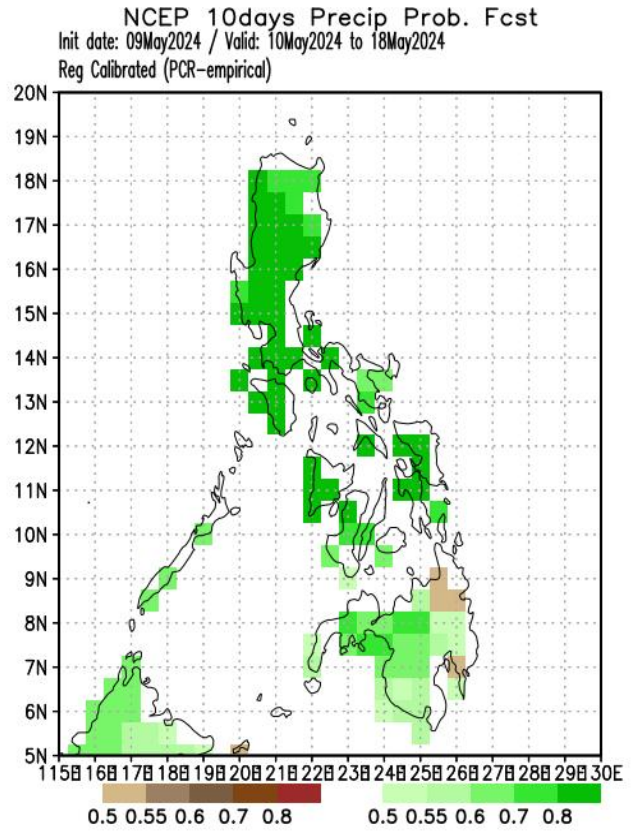 NCEP 10days Precip Prob. Fcst
Init date: 09May2024 / Valid: 10May2024 to 18May2024
Reg Calibrated (PCR-empirical)
20N
19N
18N
17N
16N
15N
14N
13N
12N
11N
10N
9N
8N
7N
6N
5N
115E 116E 117E 118E 119E 120E 121E 122E 123E 124E 125E 126E 127E 128E 129E 130E
0.5 0.55 0.6 0.7 0.8 0.5 0.55 0.6 0.7 0.8